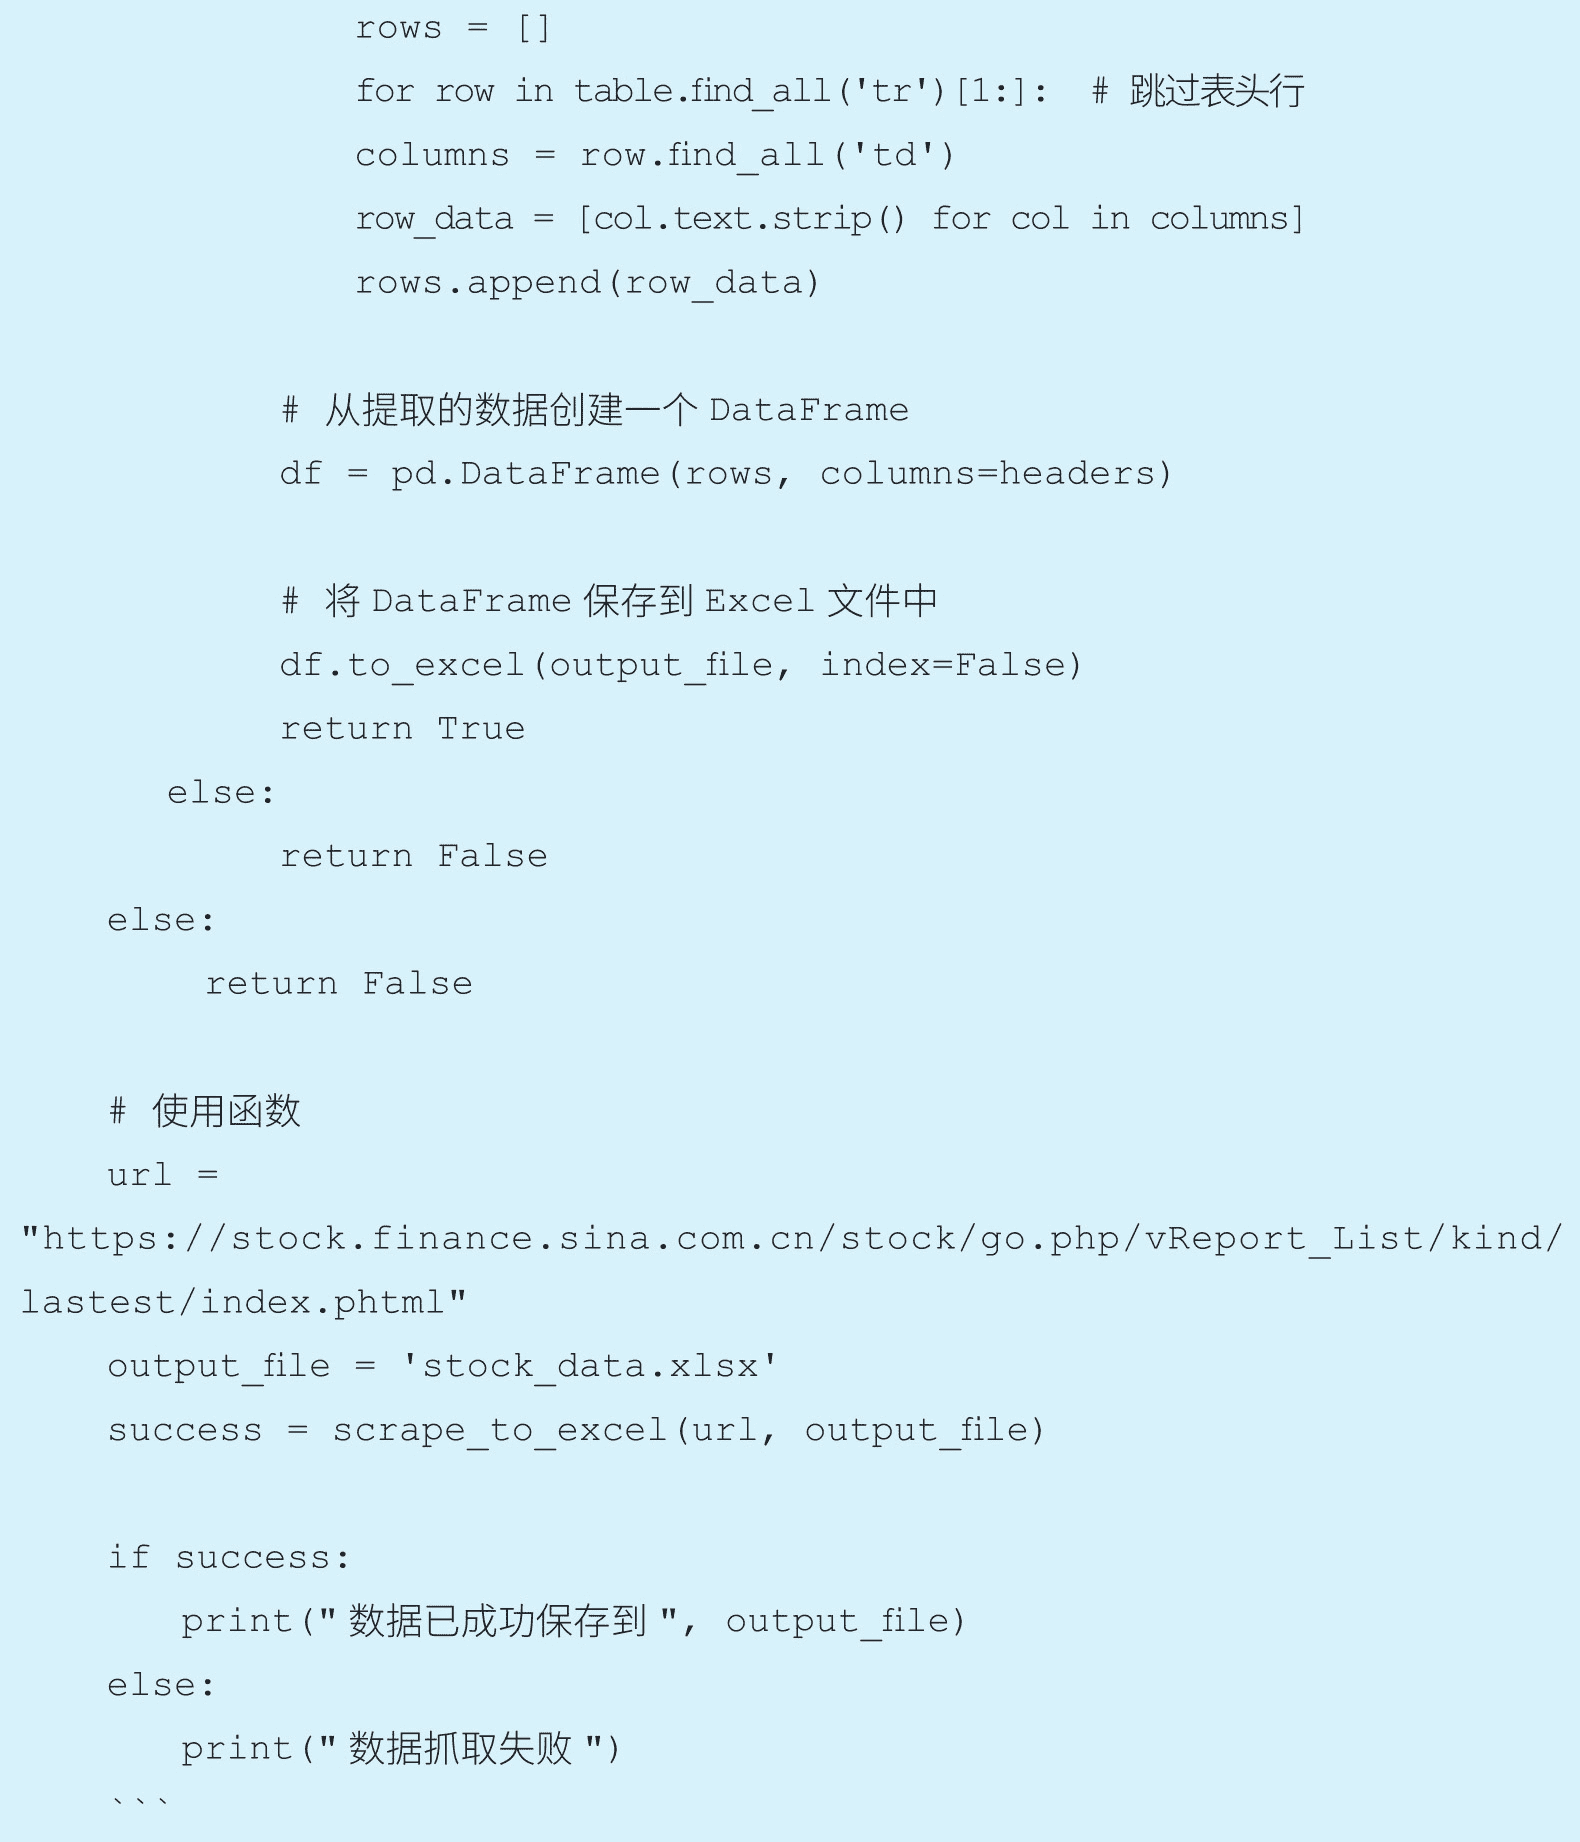 rows = []
for row in table.find_all('tr')[1:]:  # 跳过表头行
columns = row.find_all('td')
row_data = [col.text.strip() for col in columns]
rows.append(row_data)
# 从提取的数据创建一个 DataFrame
df = pd.DataFrame(rows, columns=headers)
# 将 DataFrame 保存到 Excel 文件中
df.to_excel(output_file, index=False)
return True
else:
return False
else:
return False
# 使用函数
url =
"https://stock.finance.sina.com.cn/stock/go.php/vReport_List/kind/
lastest/index.phtml"
output_file = 'stock_data.xlsx'
success = scrape_to_excel(url, output_file)
if success:
print(" 数据已成功保存到 ", output_file)
else:
print(" 数据抓取失败 ")
```